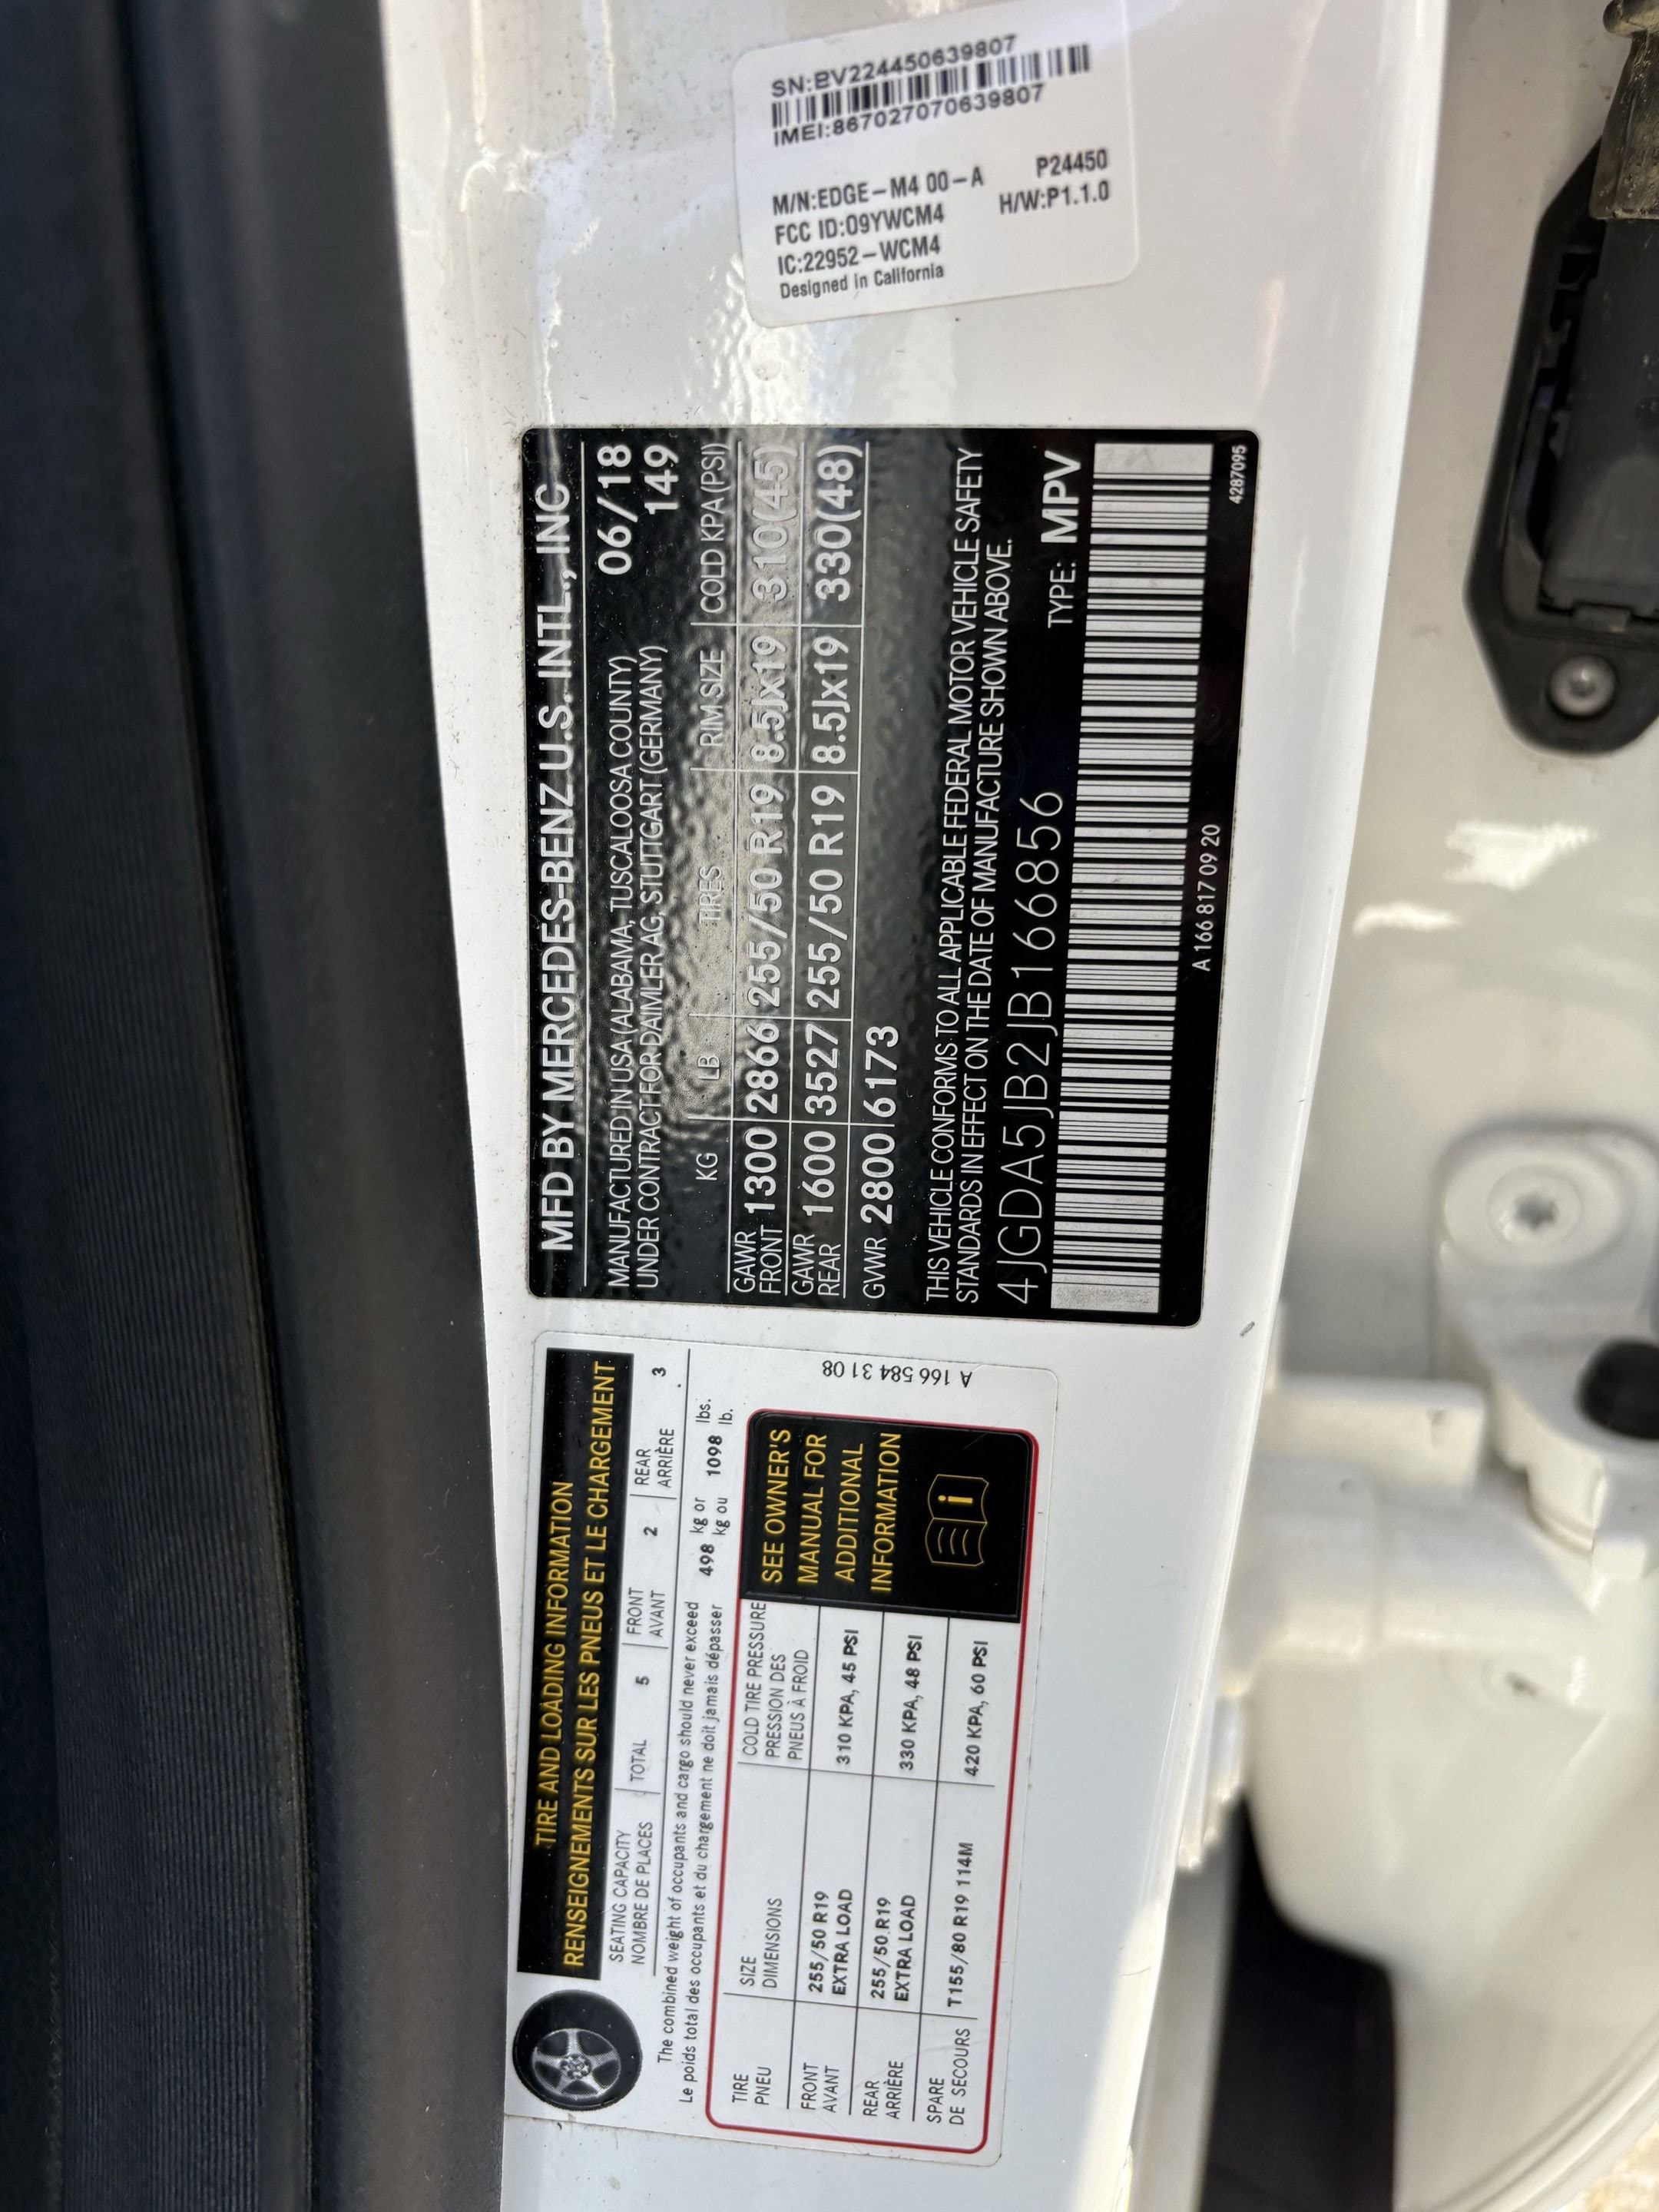 SN:BV224450639807
IMEI:867027070639807
M/N:EDGE-M4 00-A P24450
FCC ID:09YWCM4 H/W:P1.1.0
IC:22952-WCM4
Designed in California
MFD BY MERCEDES-BENZ U.S. INTL., INC
MANUFACTURED IN USA (ALABAMA, TUSCALOOSA COUNTY) 06/18
UNDER CONTRACT FOR DAIMLER AG, STUTTGART (GERMANY) 149
KG LB TIRES RIM SIZE COLD KPA (PSI)
GAWR
FRONT 1300 2866 255/50 R19 8.5Jx19 310(45)
GAWR
REAR 1600 3527 255/50 R19 8.5Jx19 330(48)
GVWR 2800 6173
THIS VEHICLE CONFORMS TO ALL APPLICABLE FEDERAL MOTOR VEHICLE SAFETY
STANDARDS IN EFFECT ON THE DATE OF MANUFACTURE SHOWN ABOVE.
4JGDA5JB2JB166856 TYPE: MPV
A 166 817 09 20
4287095
TIRE AND LOADING INFORMATION
RENSEIGNEMENTS SUR LES PNEUS ET LE CHARGEMENT
SEATING CAPACITY TOTAL 5 FRONT 2 REAR 3
NOMBRE DE PLACES AVANT ARRIÈRE
The combined weight of occupants and cargo should never exceed 498 kg or 1098 lbs.
Le poids total des occupants et du chargement ne doit jamais dépasser kg ou lb.
TIRE SIZE COLD TIRE PRESSURE
PNEU DIMENSIONS PRESSION DES
PNEUS À FROID
FRONT 255/50 R19 310 KPA, 45 PSI
AVANT EXTRA LOAD
REAR 255/50 R19 330 KPA, 48 PSI
ARRIÈRE EXTRA LOAD
SPARE T155/80 R19 114M 420 KPA, 60 PSI
DE SECOURS
SEE OWNER'S
MANUAL FOR
ADDITIONAL
INFORMATION
A 166 584 31 08